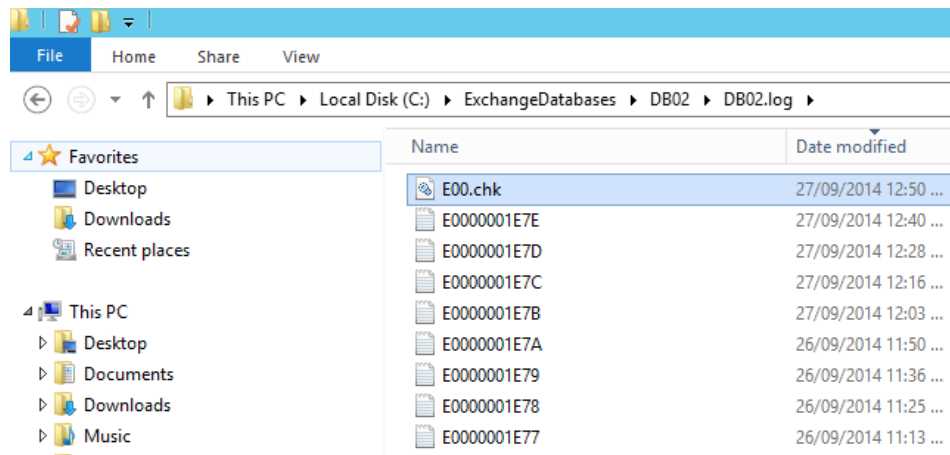 File Home Share View
This PC Local Disk (C:) ExchangeDatabases DB02 DB02.log
Favorites
Desktop
Downloads
Recent places
This PC
Desktop
Documents
Downloads
Music
Name Date modified
E00.chk 27/09/2014 12:50 ...
E0000001E7E 27/09/2014 12:40 ...
E0000001E7D 27/09/2014 12:28 ...
E0000001E7C 27/09/2014 12:16 ...
E0000001E7B 27/09/2014 12:03 ...
E0000001E7A 26/09/2014 11:50 ...
E0000001E79 26/09/2014 11:36 ...
E0000001E78 26/09/2014 11:25 ...
E0000001E77 26/09/2014 11:13 ...